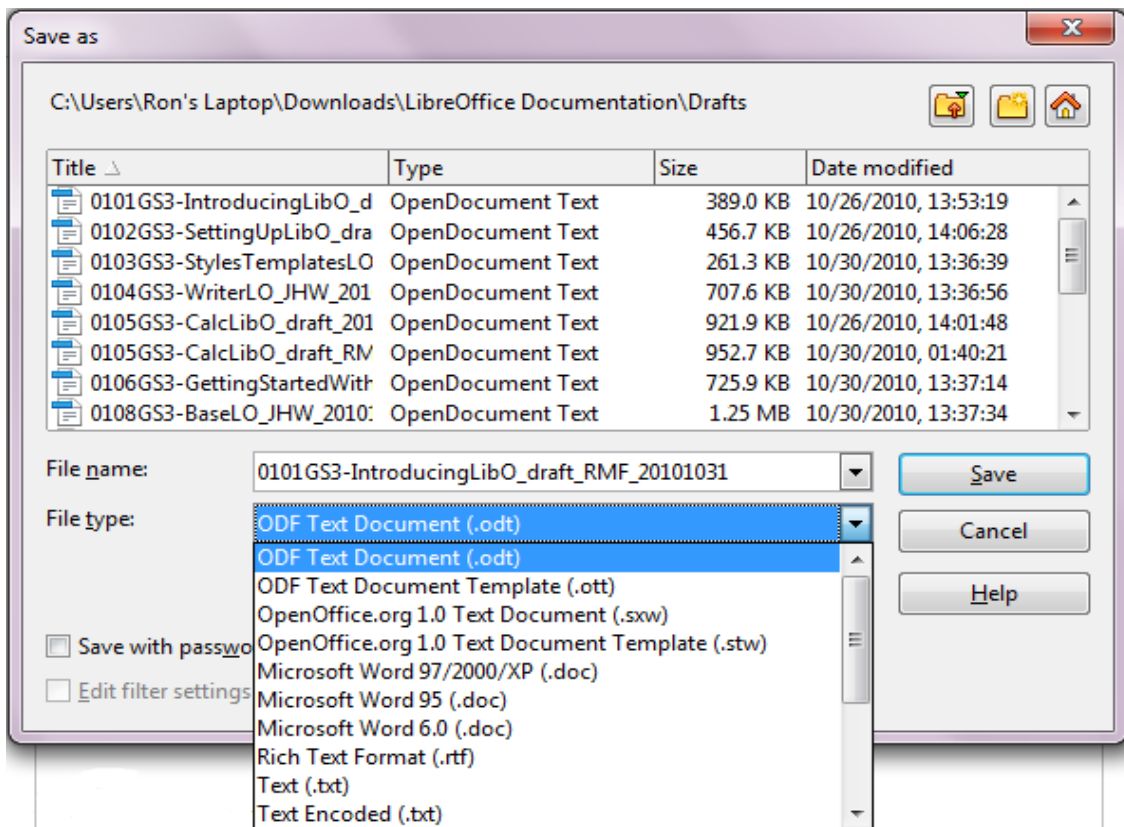 Save as
C:\Users\Ron's Laptop\Downloads\LibreOffice Documentation\Drafts
Title Type Size Date modified
0101GS3-IntroducingLibO_d OpenDocument Text 389.0 KB 10/26/2010, 13:53:19
0102GS3-SettingUpLibO_dra OpenDocument Text 456.7 KB 10/26/2010, 14:06:28
0103GS3-StylesTemplatesLO OpenDocument Text 261.3 KB 10/30/2010, 13:36:39
0104GS3-WriterLO_JHW_201 OpenDocument Text 707.6 KB 10/30/2010, 13:36:56
0105GS3-CalcLibO_draft_201 OpenDocument Text 921.9 KB 10/26/2010, 14:01:48
0105GS3-CalcLibO_draft_RM OpenDocument Text 952.7 KB 10/30/2010, 01:40:21
0106GS3-GettingStartedWith OpenDocument Text 725.9 KB 10/30/2010, 13:37:14
0108GS3-BaseLO_JHW_2010 OpenDocument Text 1.25 MB 10/30/2010, 13:37:34
File name: 0101GS3-IntroducingLibO_draft_RMF_20101031 Save
File type: ODF Text Document (.odt) Cancel
ODF Text Document (.odt)
ODF Text Document Template (.ott) Help
OpenOffice.org 1.0 Text Document (.sxw)
Save with passwo OpenOffice.org 1.0 Text Document Template (.stw)
Microsoft Word 97/2000/XP (.doc)
Edit filter settings Microsoft Word 95 (.doc)
Microsoft Word 6.0 (.doc)
Rich Text Format (.rtf)
Text (.txt)
Text Encoded (.txt)